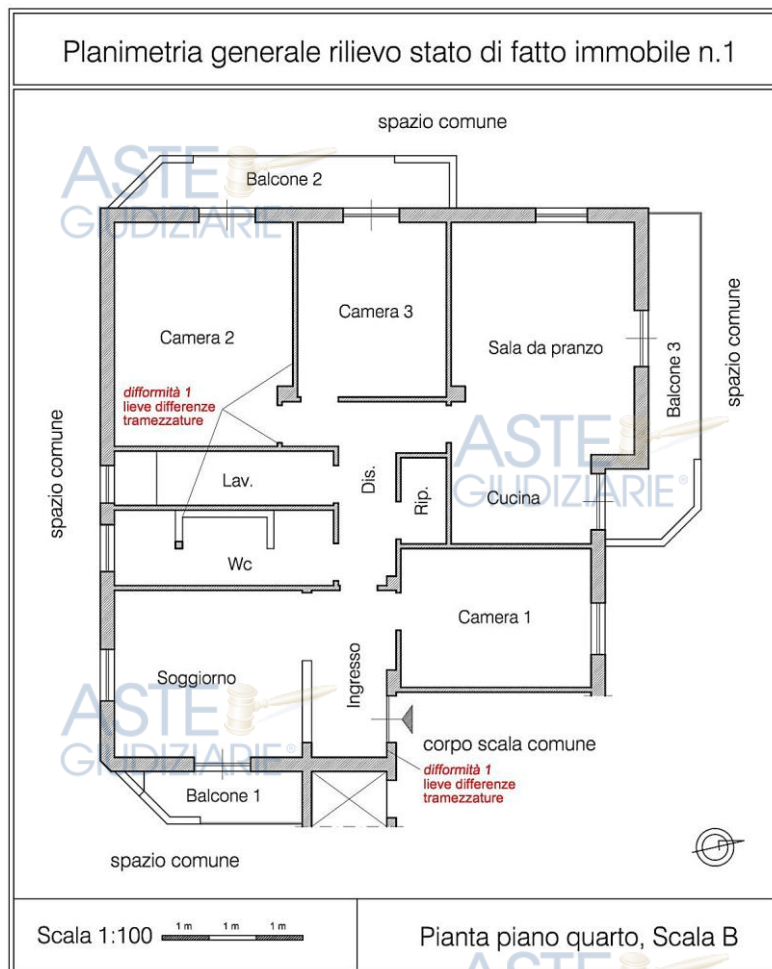 Planimetria generale rilievo stato di fatto immobile n.1
spazio comune
ASTE
GIUDIZIARIE®
Balcone 2
Camera 2
Camera 3
Sala da pranzo
Balcone 3
spazio comune
difformità 1
lieve differenze
tramezzature
spazio comune
ASTE
GIUDIZIARIE®
Lav.
Dis.
Rip.
Cucina
Wc
Camera 1
Soggiorno
Ingresso
ASTE
GIUDIZIARIE®
corpo scala comune
difformità 1
lieve differenze
tramezzature
Balcone 1
spazio comune
Scala 1:100
1 m 1 m 1 m
Pianta piano quarto, Scala B
ASTE